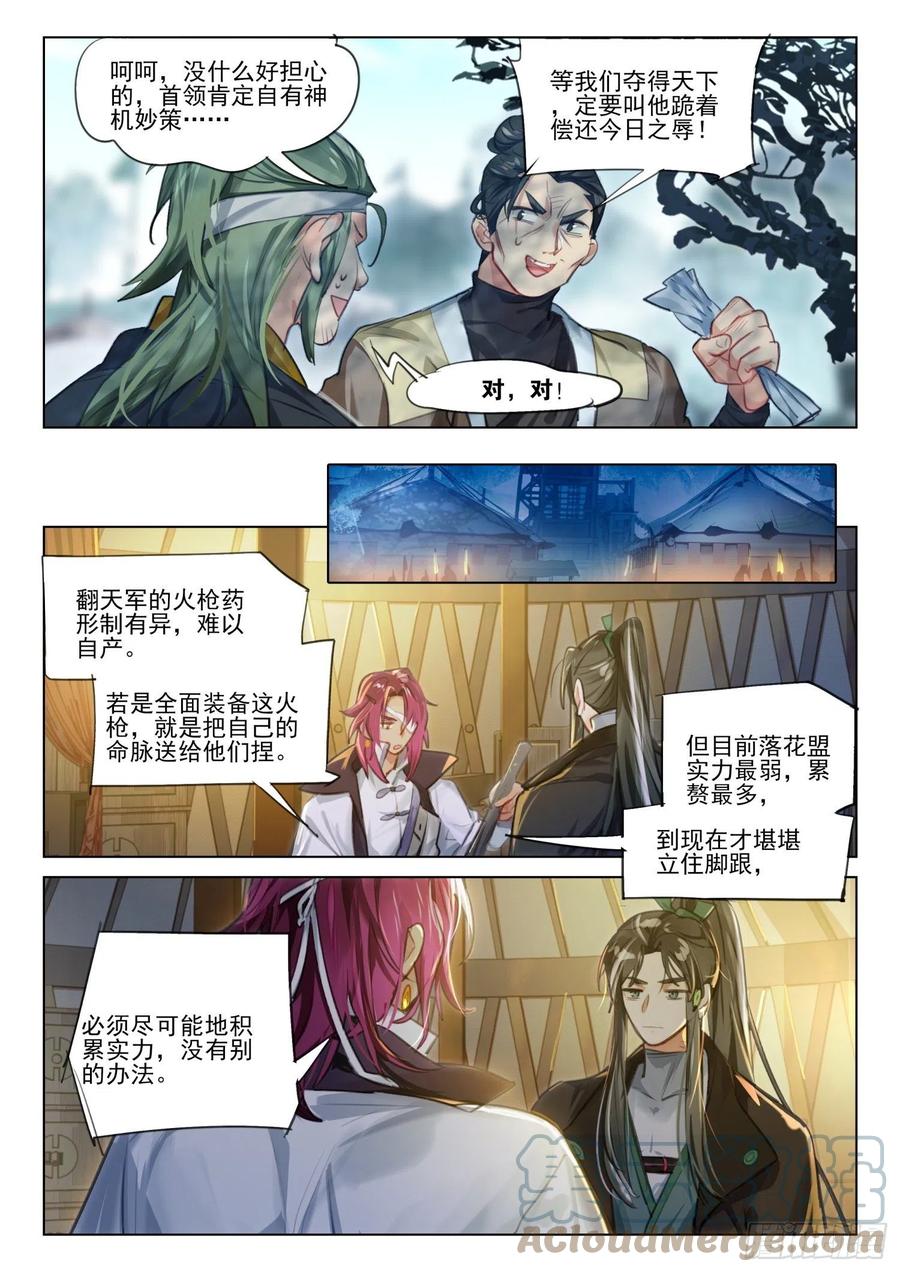 呵呵，没什么好担心
的，首领肯定自有神
机妙策……
等我们夺得天下
，定要叫他跪着
偿还今日之辱！
对，对！
翻天军的火枪药
形制有异，难以
自产。
若是全面装备这火
枪，就是把自己的
命脉送给他们捏。
但目前落花盟
实力最弱，累
赘最多，
到现在才堪堪
立住脚跟，
必须尽可能地积
累实力，没有别
的办法。
AcloudMerge.com